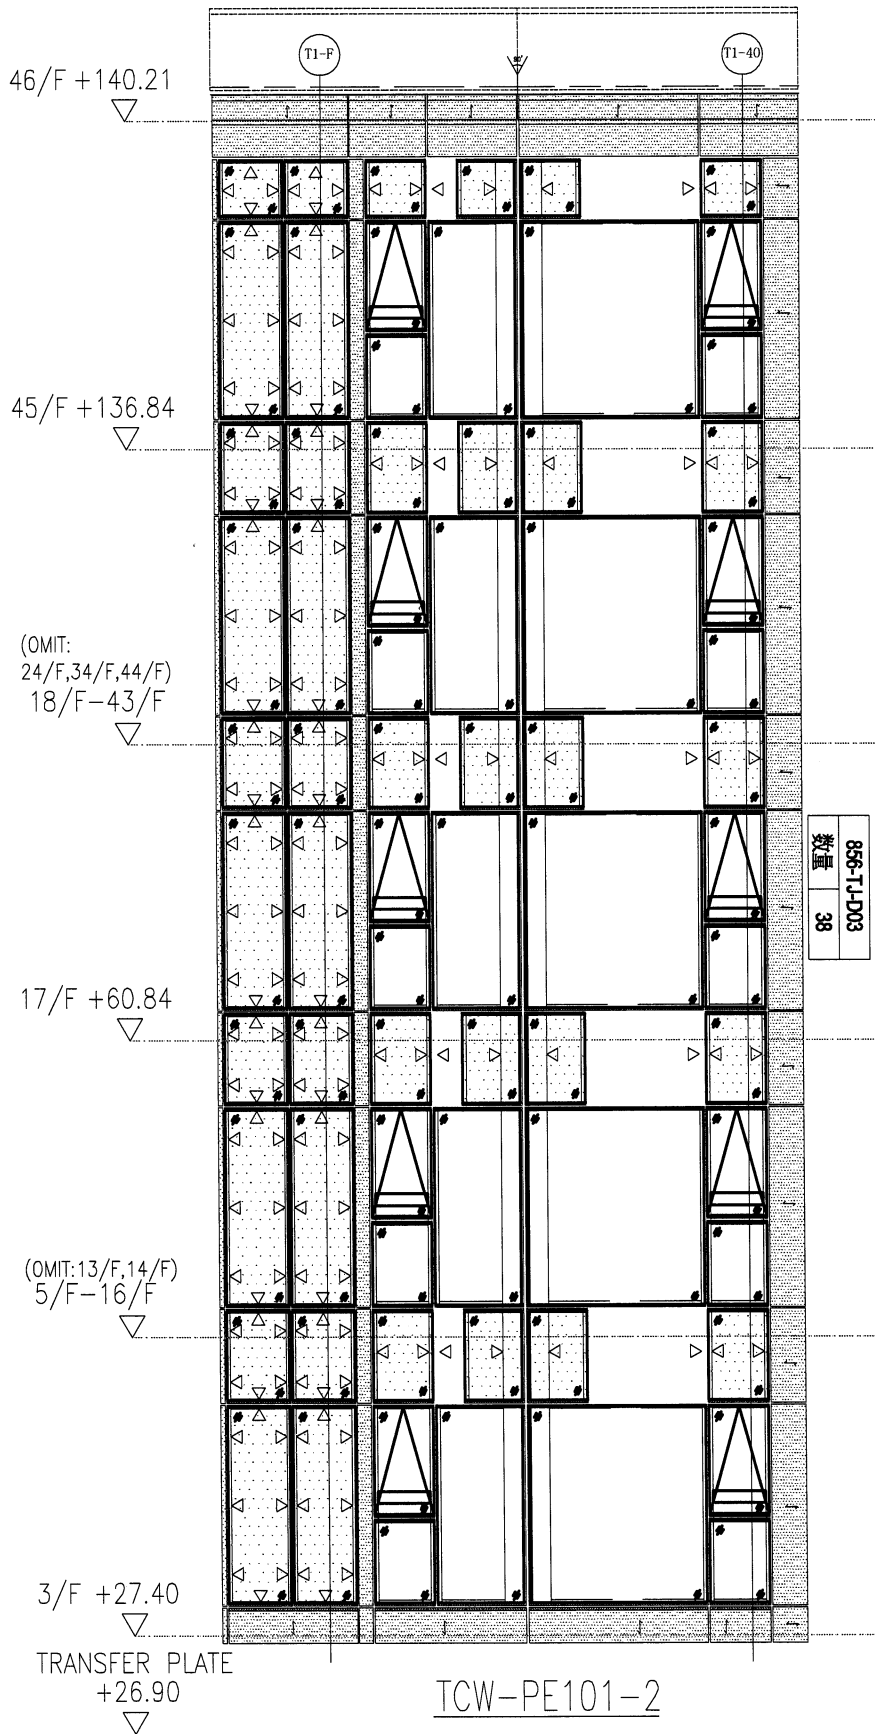 T1-F
90°
T1-40
46/F +140.21
45/F +136.84
(OMIT:
24/F,34/F,44/F)
18/F-43/F
856-TJ-D03
数量 38
17/F +60.84
(OMIT:13/F,14/F)
5/F-16/F
3/F +27.40
TRANSFER PLATE
+26.90
TCW-PE101-2